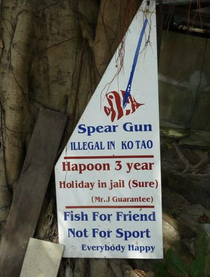 Spear Gun
ILLEGAL IN KO TAO
Hapoon 3 year
Holiday in jail (Sure)
(Mr.J Guarantee)
Fish For Friend
Not For Sport
Everybody Happy